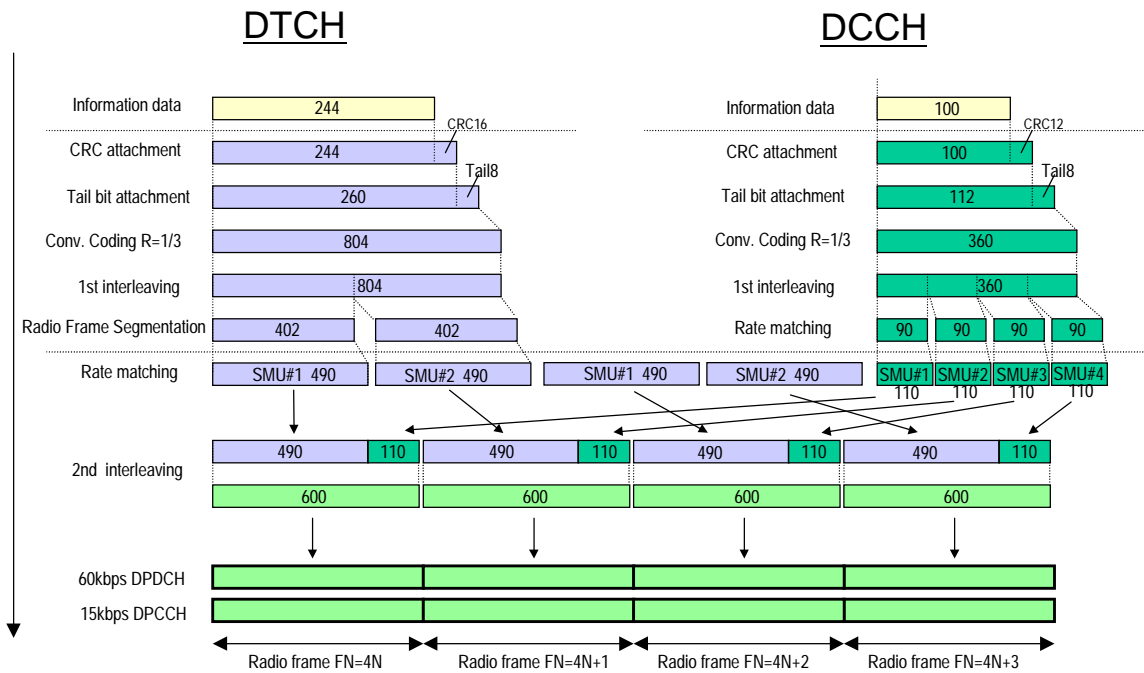 DTCH
DCCH
Information data
244
Information data
100
CRC16
CRC12
CRC attachment
244
CRC attachment
100
Tail8
Tail8
Tail bit attachment
260
Tail bit attachment
112
Conv. Coding R=1/3
804
Conv. Coding R=1/3
360
1st interleaving
804
1st interleaving
360
Radio Frame Segmentation
402
402
Rate matching
90
90
90
90
Rate matching
SMU#1 490
SMU#2 490
SMU#1 490
SMU#2 490
SMU#1
SMU#2
SMU#3
SMU#4
110
110
110
110
2nd interleaving
490
110
490
110
490
110
490
110
600
600
600
600
60kbps DPDCH
15kbps DPCCH
Radio frame FN=4N
Radio frame FN=4N+1
Radio frame FN=4N+2
Radio frame FN=4N+3